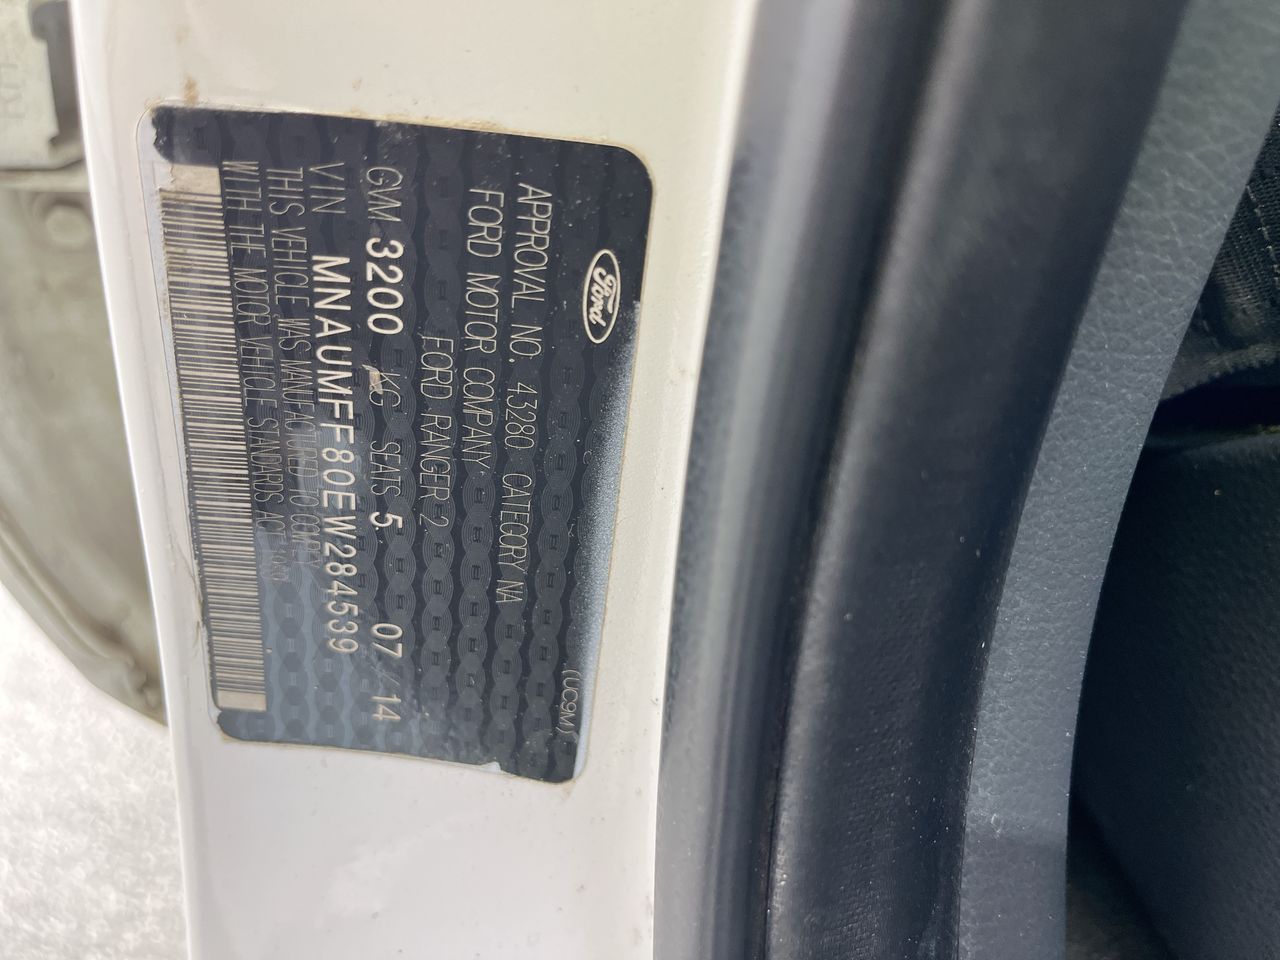 Ford
(UC9M)
APPROVAL NO. 43280 CATEGORY NA
FORD MOTOR COMPANY
FORD RANGER 2
GVM 3200 KG SEATS 5 07/14
VIN MNAUMFF80EW284539
THIS VEHICLE WAS MANUFACTURED TO COMPLY
WITH THE MOTOR VEHICLE STANDARDS ACT 1989